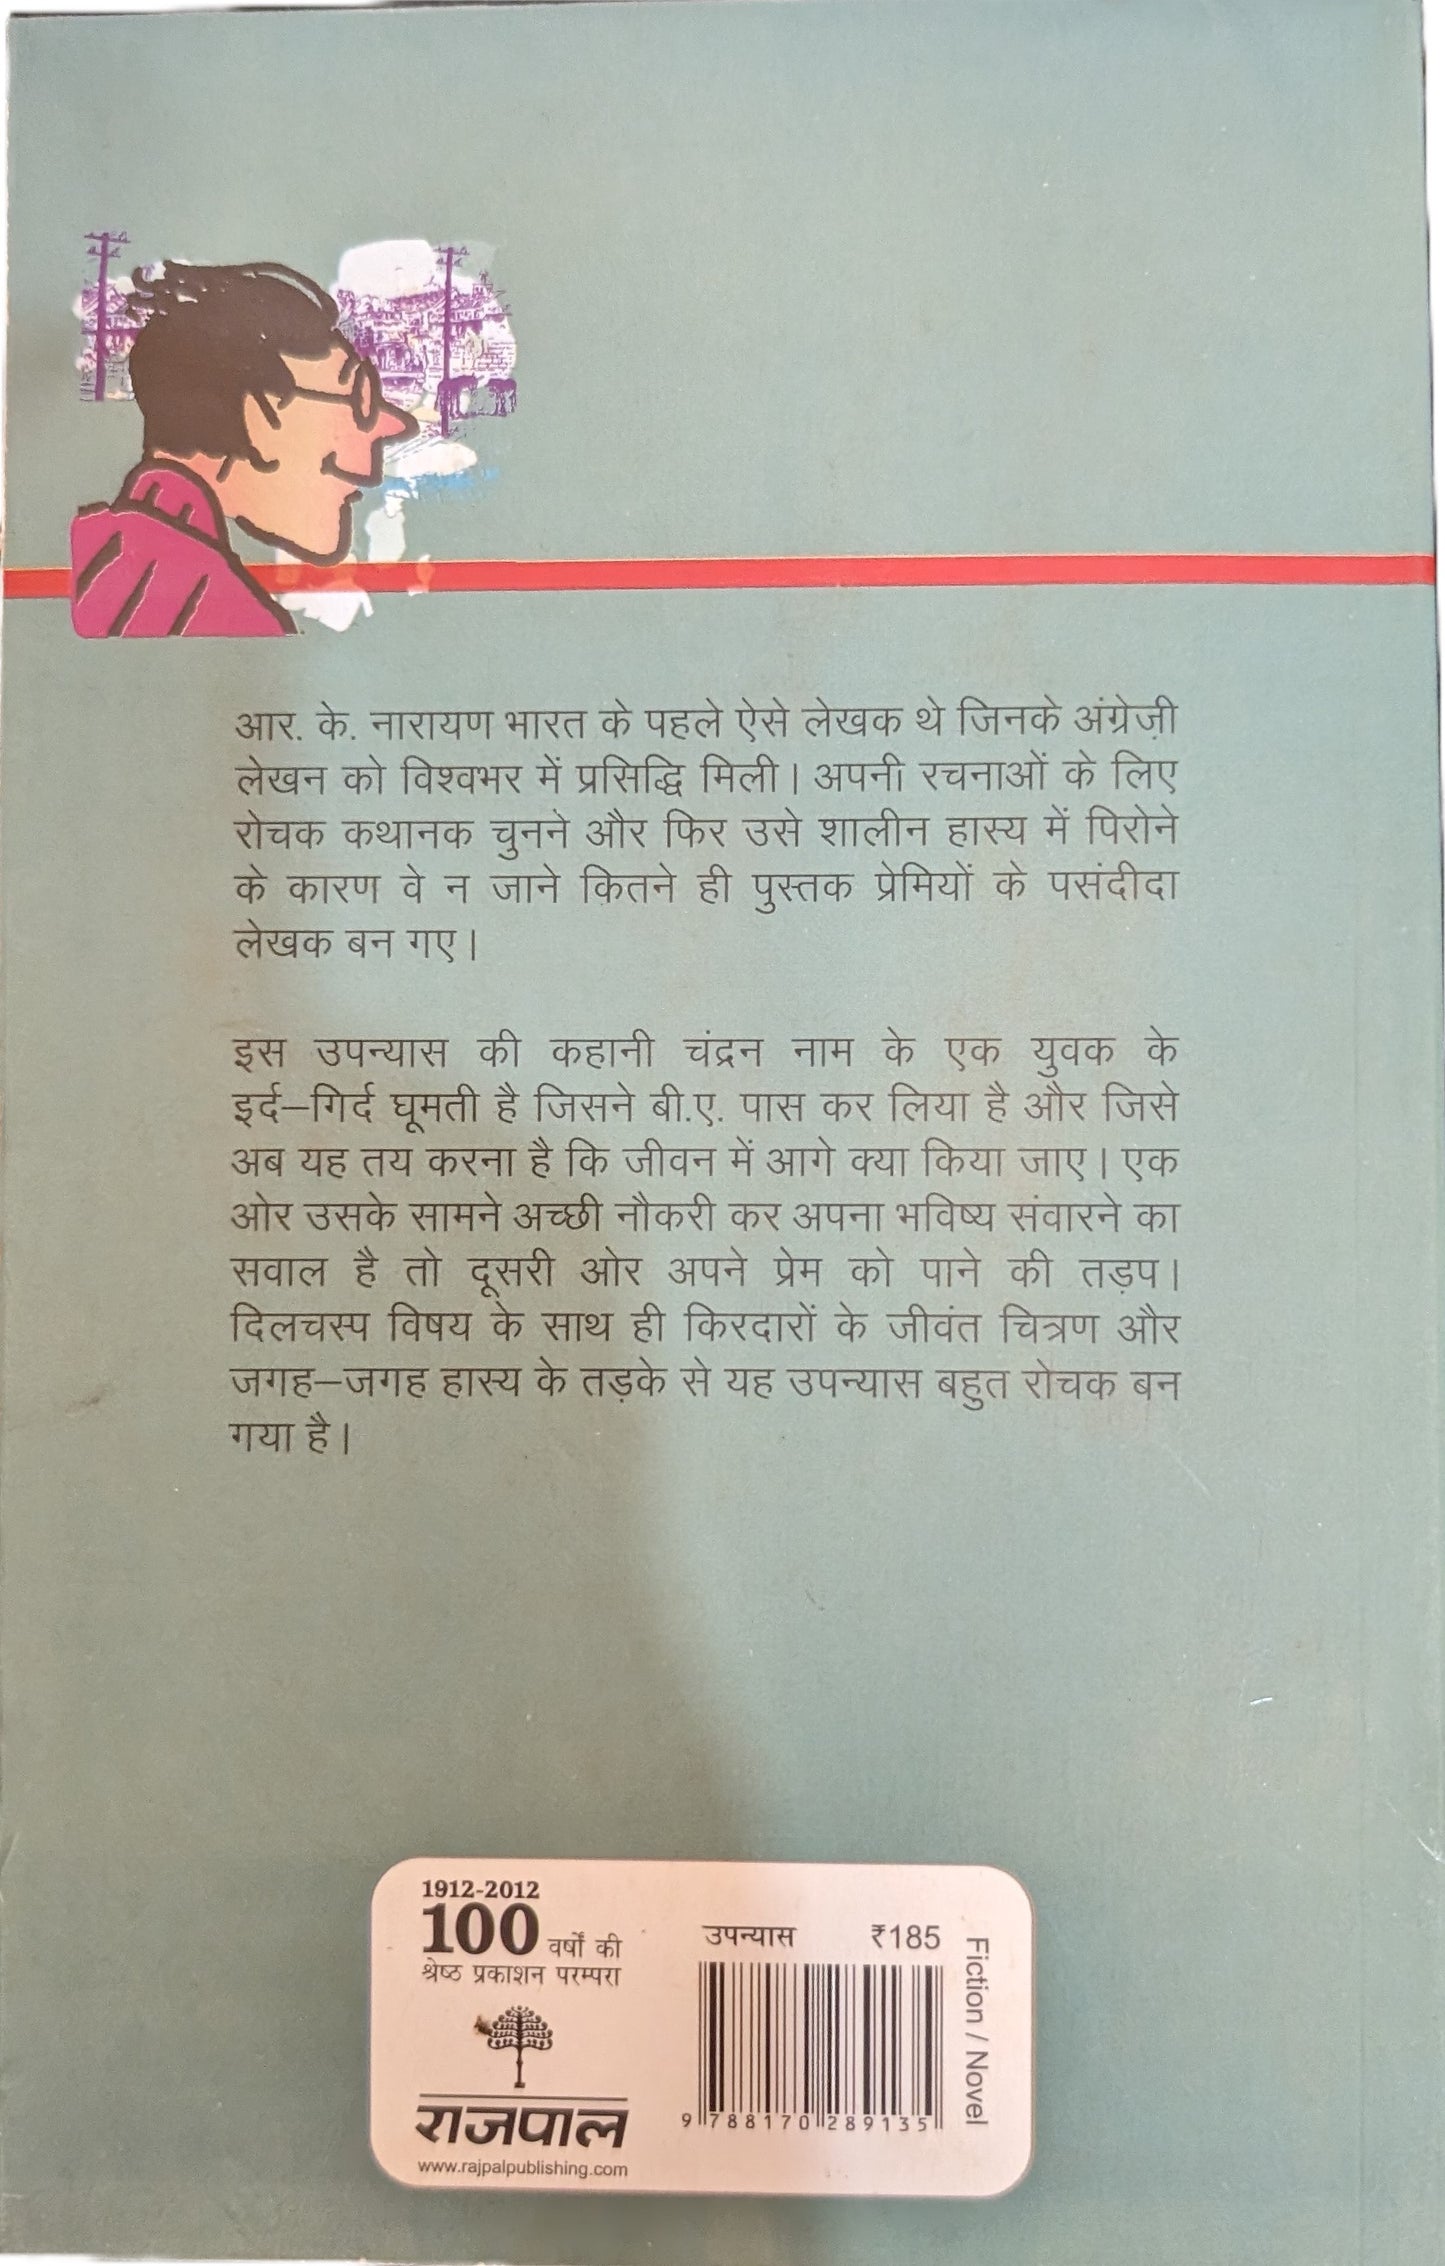 आर. के. नारायण भारत के पहले ऐसे लेखक थे जिनके अंग्रेज़ी
लेखन को विश्वभर में प्रसिद्धि मिली। अपनी रचनाओं के लिए
रोचक कथानक चुनने और फिर उसे शालीन हास्य में पिरोने
के कारण वे न जाने कितने ही पुस्तक प्रेमियों के पसंदीदा
लेखक बन गए।
इस उपन्यास की कहानी चंद्रन नाम के एक युवक के
इर्द–गिर्द घूमती है जिसने बी.ए. पास कर लिया है और जिसे
अब यह तय करना है कि जीवन में आगे क्या किया जाए। एक
ओर उसके सामने अच्छी नौकरी कर अपना भविष्य संवारने का
सवाल है तो दूसरी ओर अपने प्रेम को पाने की तड़प।
दिलचस्प विषय के साथ ही किरदारों के जीवंत चित्रण और
जगह–जगह हास्य के तड़के से यह उपन्यास बहुत रोचक बन
गया है।
1912-2012
100 वर्षों की
श्रेष्ठ प्रकाशन परम्परा
राजपाल
www.rajpalpublishing.com
उपन्यास ₹185
9 788170 289135
Fiction / Novel